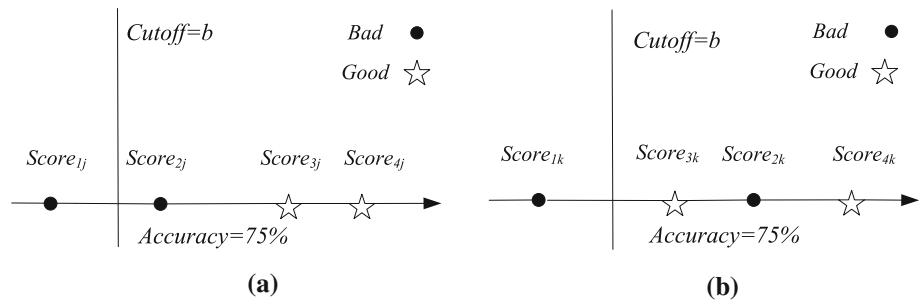 Cutoff=b
Bad
Good
Score1j
Score2j
Score3j
Score4j
Accuracy=75%
(a)
Cutoff=b
Bad
Good
Score1k
Score3k
Score2k
Score4k
Accuracy=75%
(b)